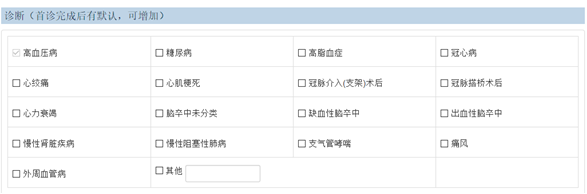 诊断（首诊完成后有默认，可增加）
高血压病 糖尿病 高脂血症 冠心病
心绞痛 心肌梗死 冠脉介入(支架)术后 冠脉搭桥术后
心力衰竭 脑卒中未分类 缺血性脑卒中 出血性脑卒中
慢性肾脏疾病 慢性阻塞性肺病 支气管哮喘 痛风
外周血管病 其他